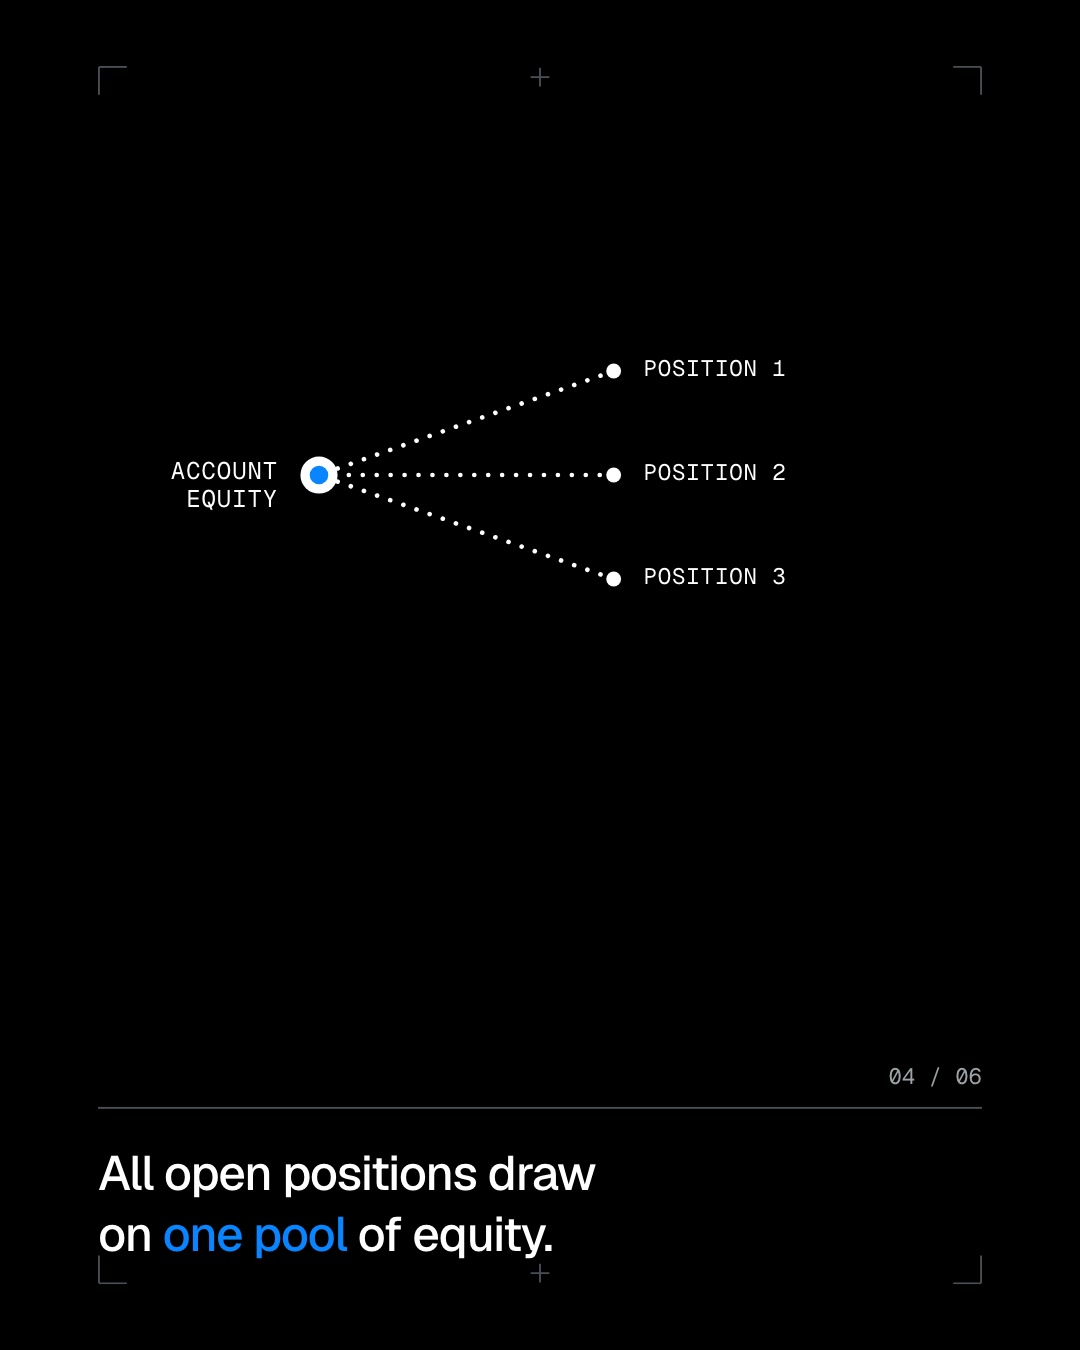 POSITION 1
ACCOUNT
EQUITY
POSITION 2
POSITION 3
04 / 06
All open positions draw
on one pool of equity.